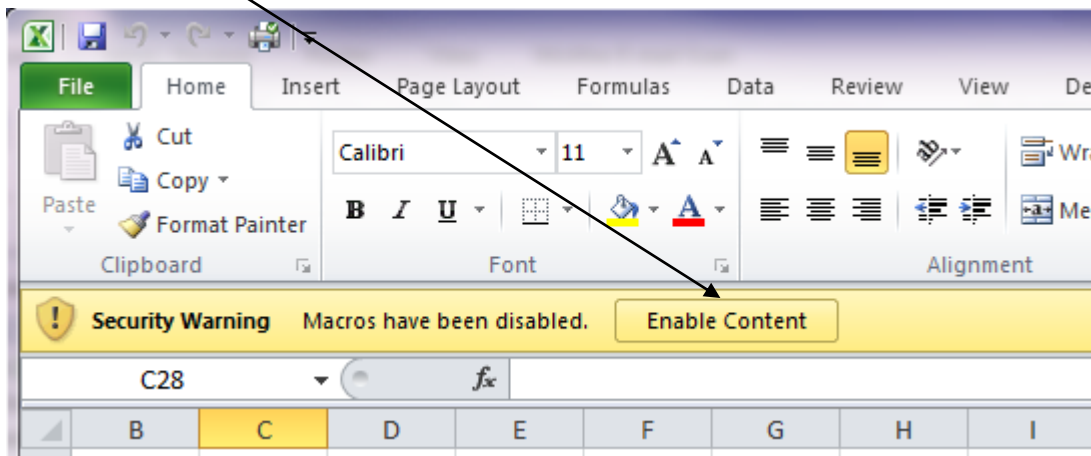 File Home Insert Page Layout Formulas Data Review View De
Cut
Calibri 11 A A Wra
Copy
Paste
B I U A a Me
Format Painter
Clipboard Font Alignment
! Security Warning Macros have been disabled. Enable Content
C28 fx
B C D E F G H I